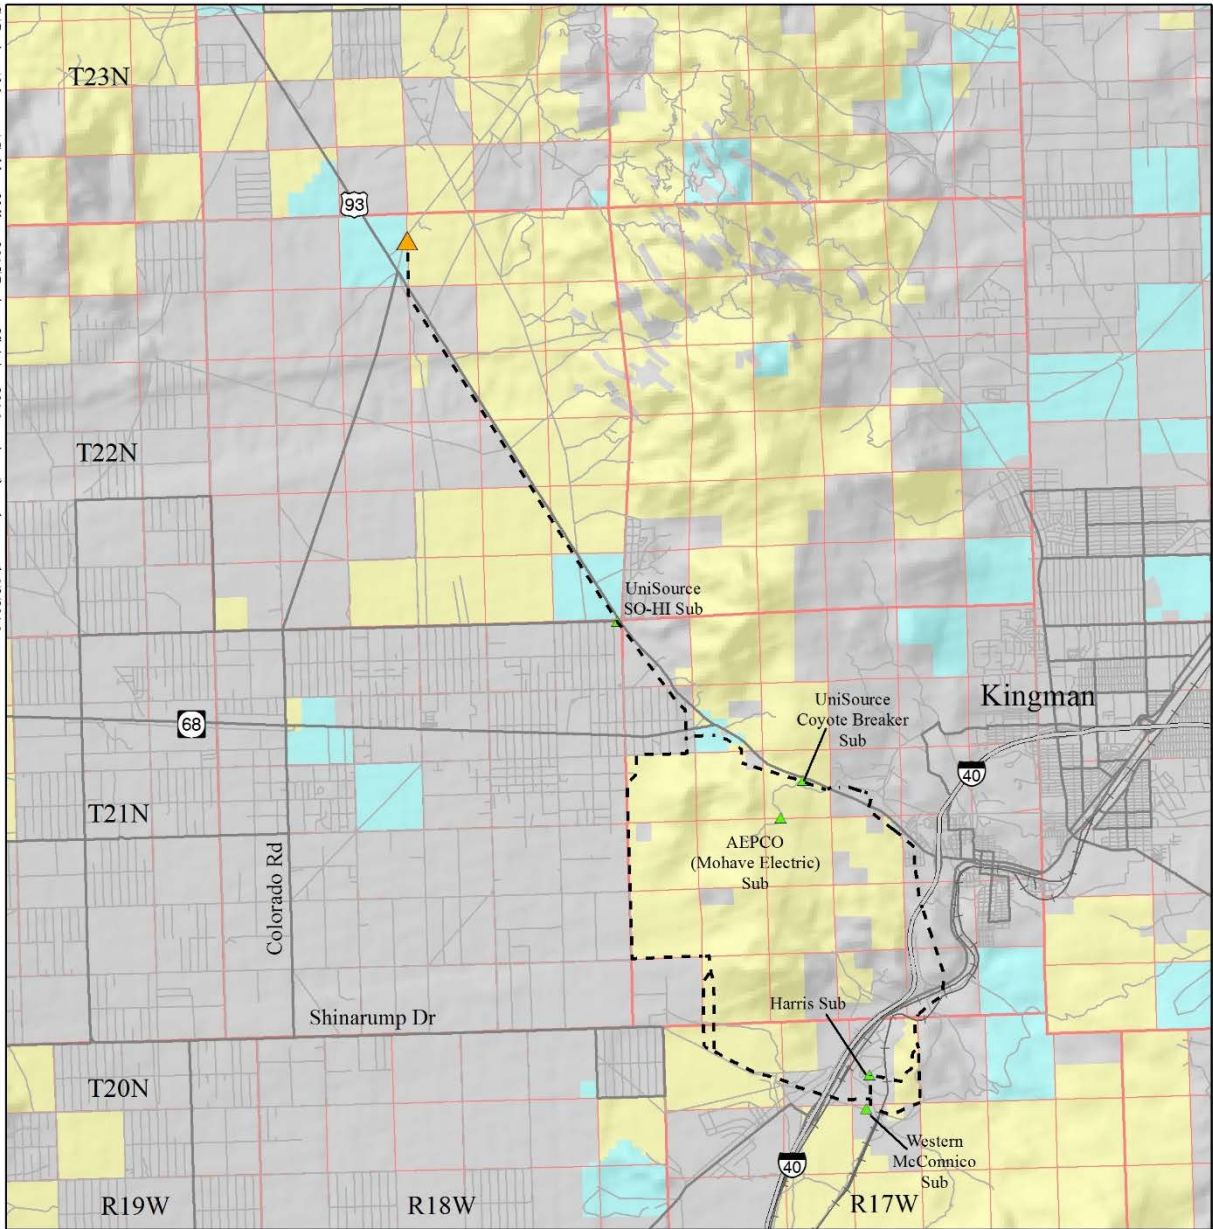 T23N
93
T22N
UniSource
SO-HI Sub
Kingman
UniSource
Coyote Breaker
Sub
68
40
T21N
AEPCO
(Mohave Electric)
Sub
Colorado Rd
Harris Sub
Shinarump Dr
T20N
Western
McConnico
Sub
40
R19W
R18W
R17W